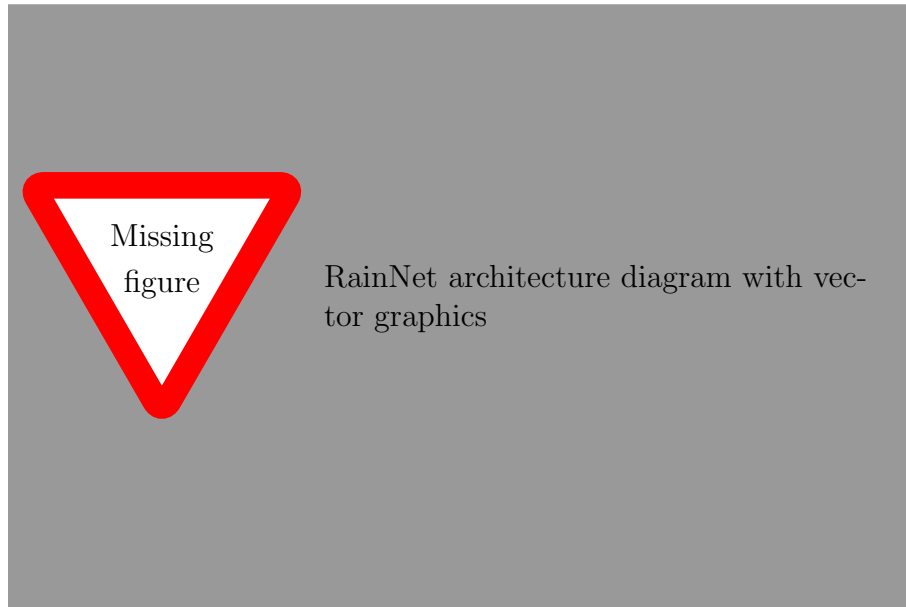 Missing
figure
RainNet architecture diagram with vec-
tor graphics